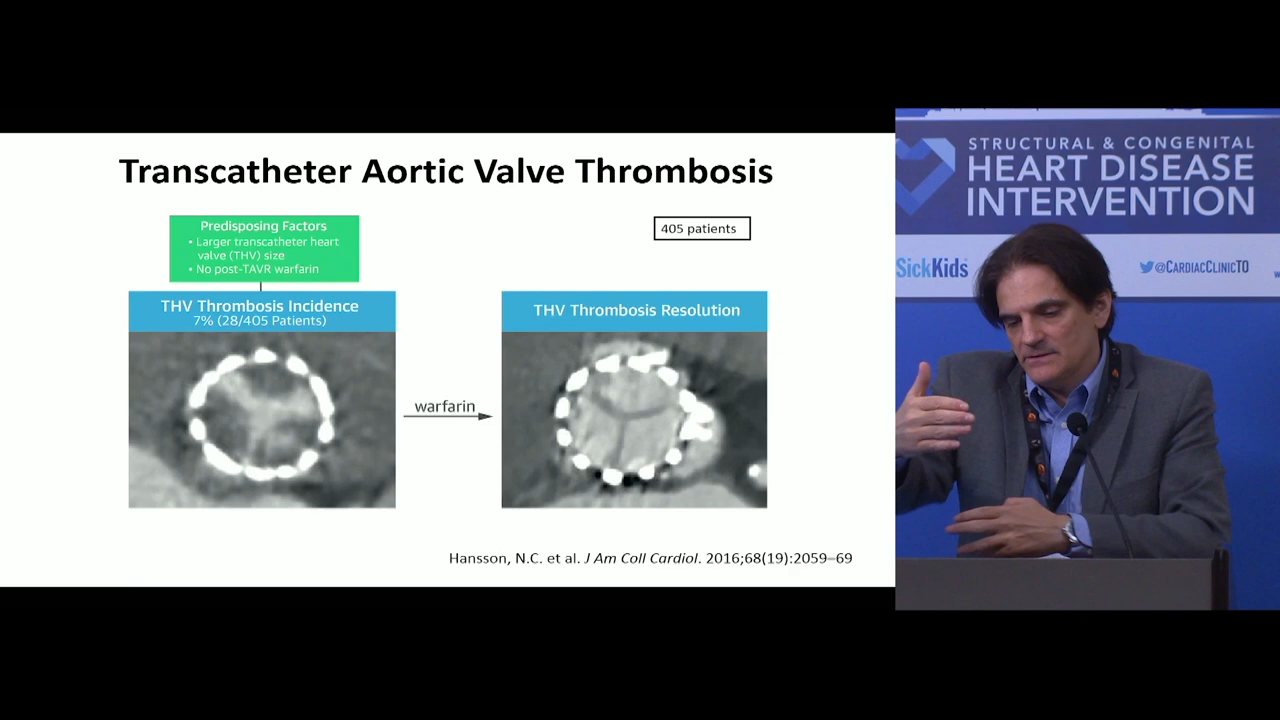 Transcatheter Aortic Valve Thrombosis
Predisposing Factors
• Larger transcatheter heart
valve (THV) size
• No post-TAVR warfarin
405 patients
THV Thrombosis Incidence
7% (28/405 Patients)
THV Thrombosis Resolution
warfarin
Hansson, N.C. et al. J Am Coll Cardiol. 2016;68(19):2059–69
STRUCTURAL & CONGENITAL
HEART DISEASE
INTERVENTION
SickKids
@CARDIACCLINICTO